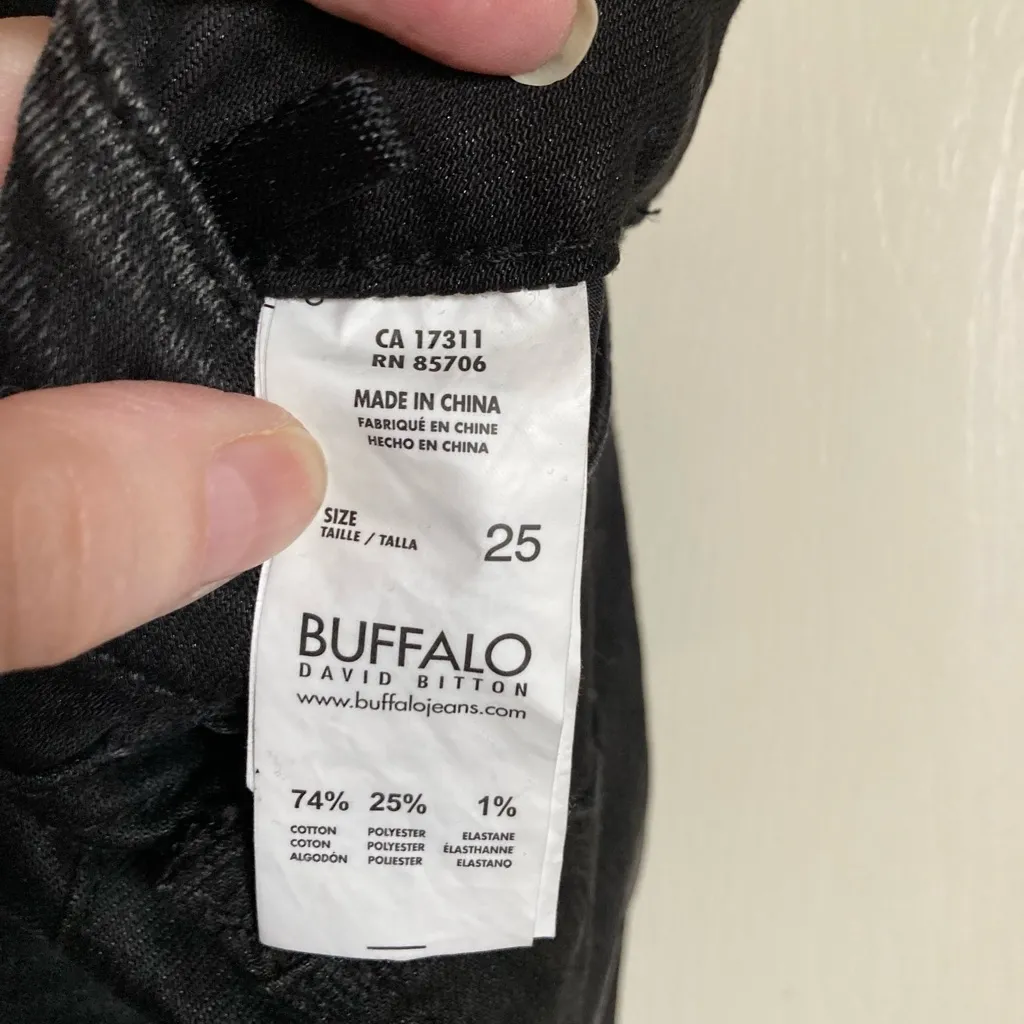 CA 17311
RN 85706
MADE IN CHINA
FABRIQUÉ EN CHINE
HECHO EN CHINA
SIZE
TAILLE / TALLA
25
BUFFALO
DAVID BITTON
www.buffalojeans.com
74% 25% 1%
COTTON POLYESTER ELASTANE
COTON POLYESTER ÉLASTHANNE
ALGODÓN POLIESTER ELASTANO